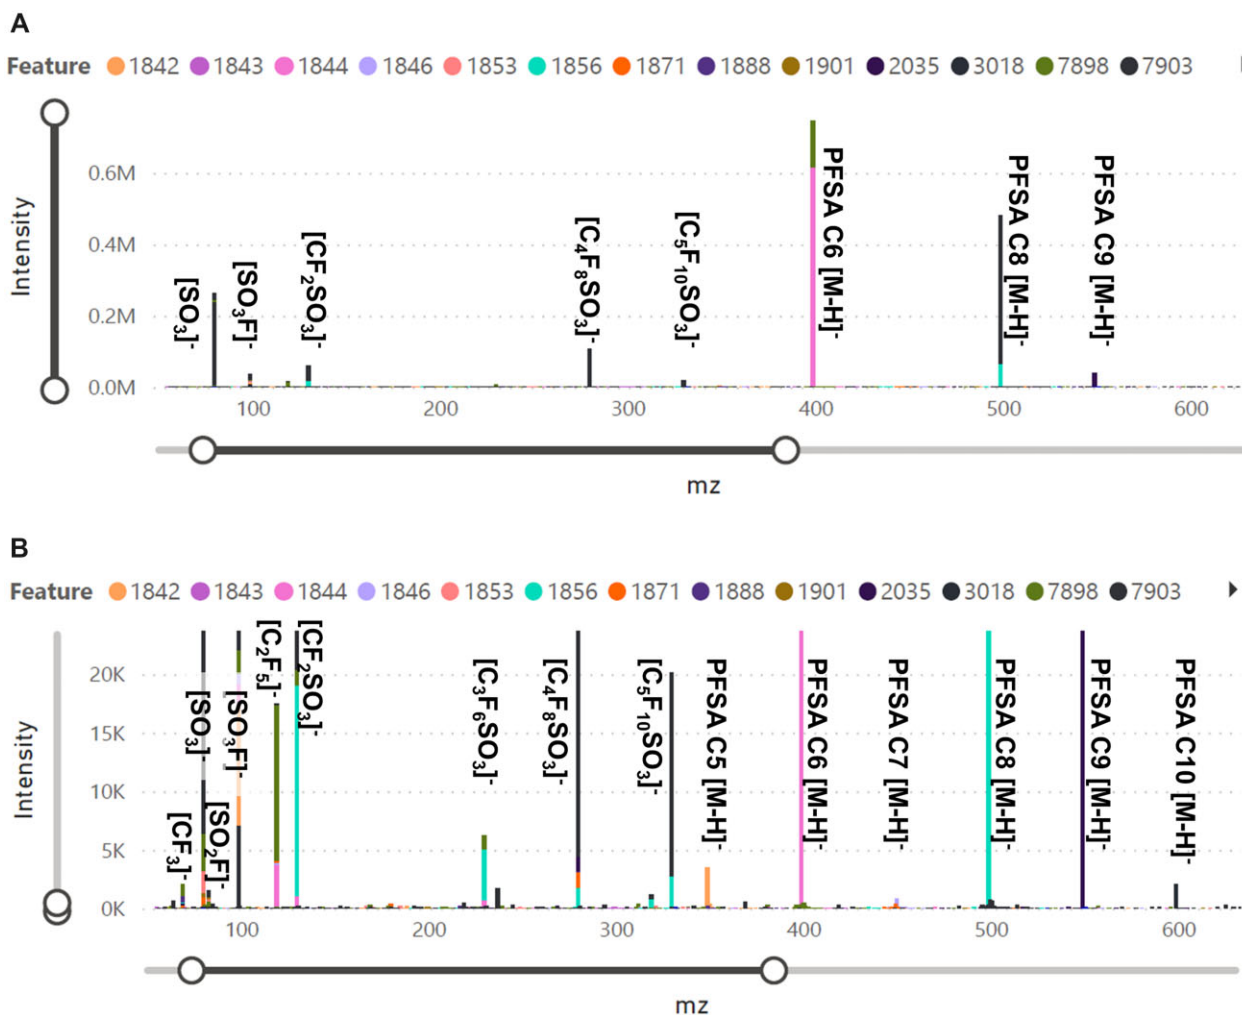 A
Feature 1842 1843 1844 1846 1853 1856 1871 1888 1901 2035 3018 7898 7903
Intensity
0.6M
0.4M
0.2M
0.0M
[SO3]-
[SO3F]-
[CF2SO3]-
[C4F8SO3]-
[C5F10SO3]-
PFSA C6 [M-H]-
PFSA C8 [M-H]-
PFSA C9 [M-H]-
100 200 300 400 500 600
mz
B
Feature 1842 1843 1844 1846 1853 1856 1871 1888 1901 2035 3018 7898 7903
Intensity
20K
15K
10K
5K
0K
[CF3]-
[SO3]-
[SO2F]-
[SO3F]-
[C2F5]-
[CF2SO3]-
[C3F6SO3]-
[C4F8SO3]-
[C5F10SO3]-
PFSA C5 [M-H]-
PFSA C6 [M-H]-
PFSA C7 [M-H]-
PFSA C8 [M-H]-
PFSA C9 [M-H]-
PFSA C10 [M-H]-
100 200 300 400 500 600
mz